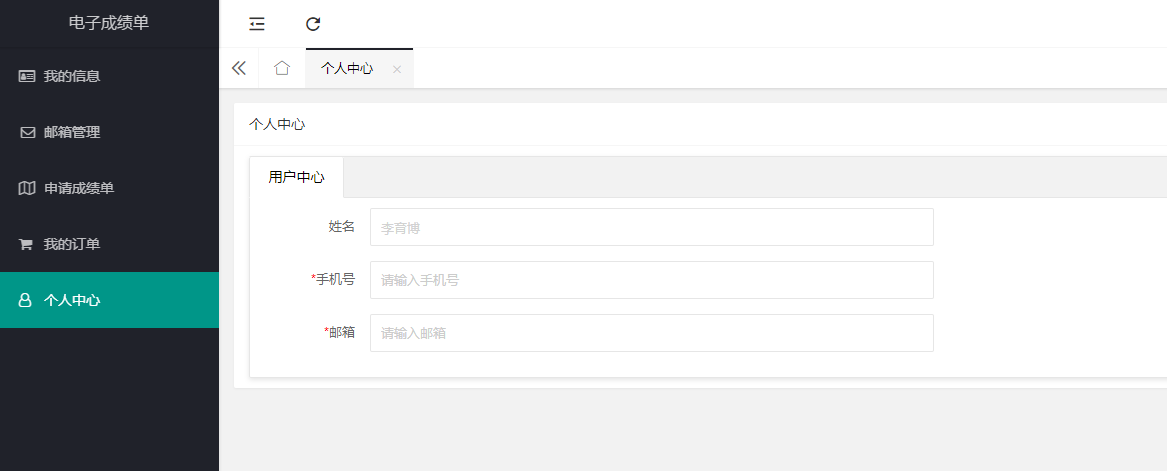 电子成绩单
我的信息
邮箱管理
申请成绩单
我的订单
个人中心
个人中心
个人中心
用户中心
姓名 李育博
*手机号 请输入手机号
*邮箱 请输入邮箱